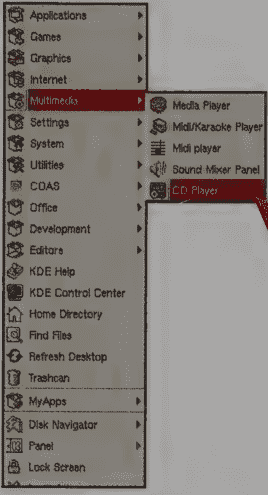 Applications
Games
Graphics
Internet
Multimedia
Settings
System
Utilities
COAS
Office
Development
Editors
KDE Help
KDE Control Center
Home Directory
Find Files
Refresh Desktop
Trashcan
MyApps
Disk Navigator
Panel
Lock Screen
Media Player
Midi/Karaoke Player
Midi player
Sound Mixer Panel
CD Player